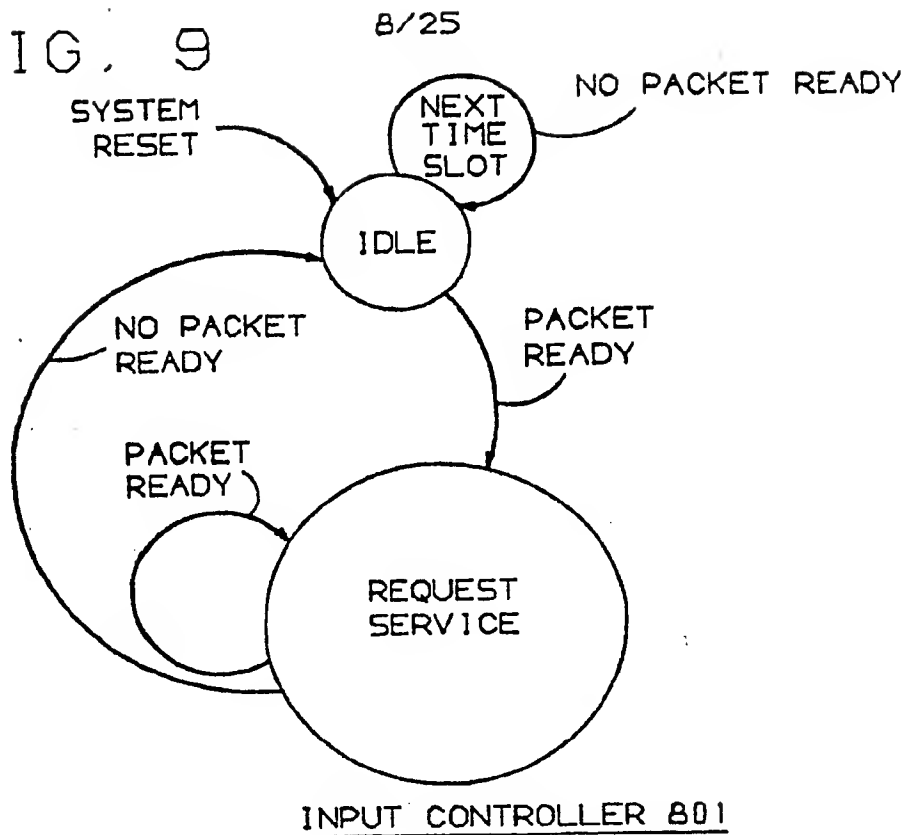 8/25
IG. 9
SYSTEM
RESET
NEXT
TIME
SLOT
NO PACKET READY
IDLE
NO PACKET
READY
PACKET
READY
PACKET
READY
REQUEST
SERVICE
INPUT CONTROLLER 801